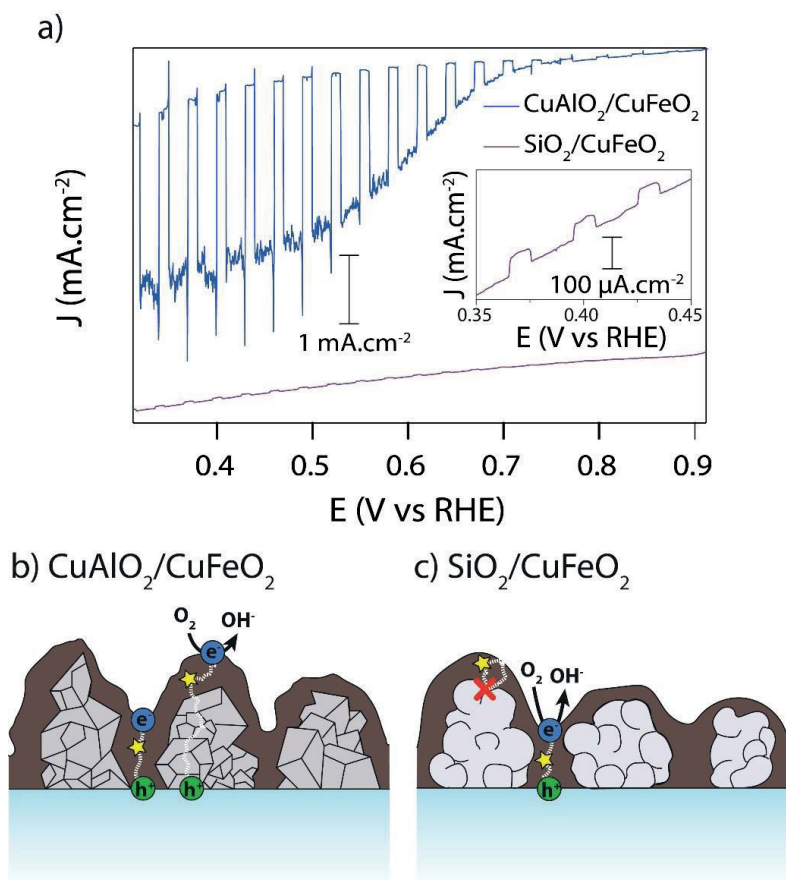 a)
J (mA.cm⁻²)
CuAlO₂/CuFeO₂
SiO₂/CuFeO₂
1 mA.cm⁻²
J (mA.cm⁻²)
100 µA.cm⁻²
0.35 0.40 0.45
E (V vs RHE)
0.4 0.5 0.6 0.7 0.8 0.9
E (V vs RHE)
b) CuAlO₂/CuFeO₂
O₂ OH⁻
e⁻
e⁻
h⁺ h⁺
c) SiO₂/CuFeO₂
O₂ OH⁻
e⁻
h⁺